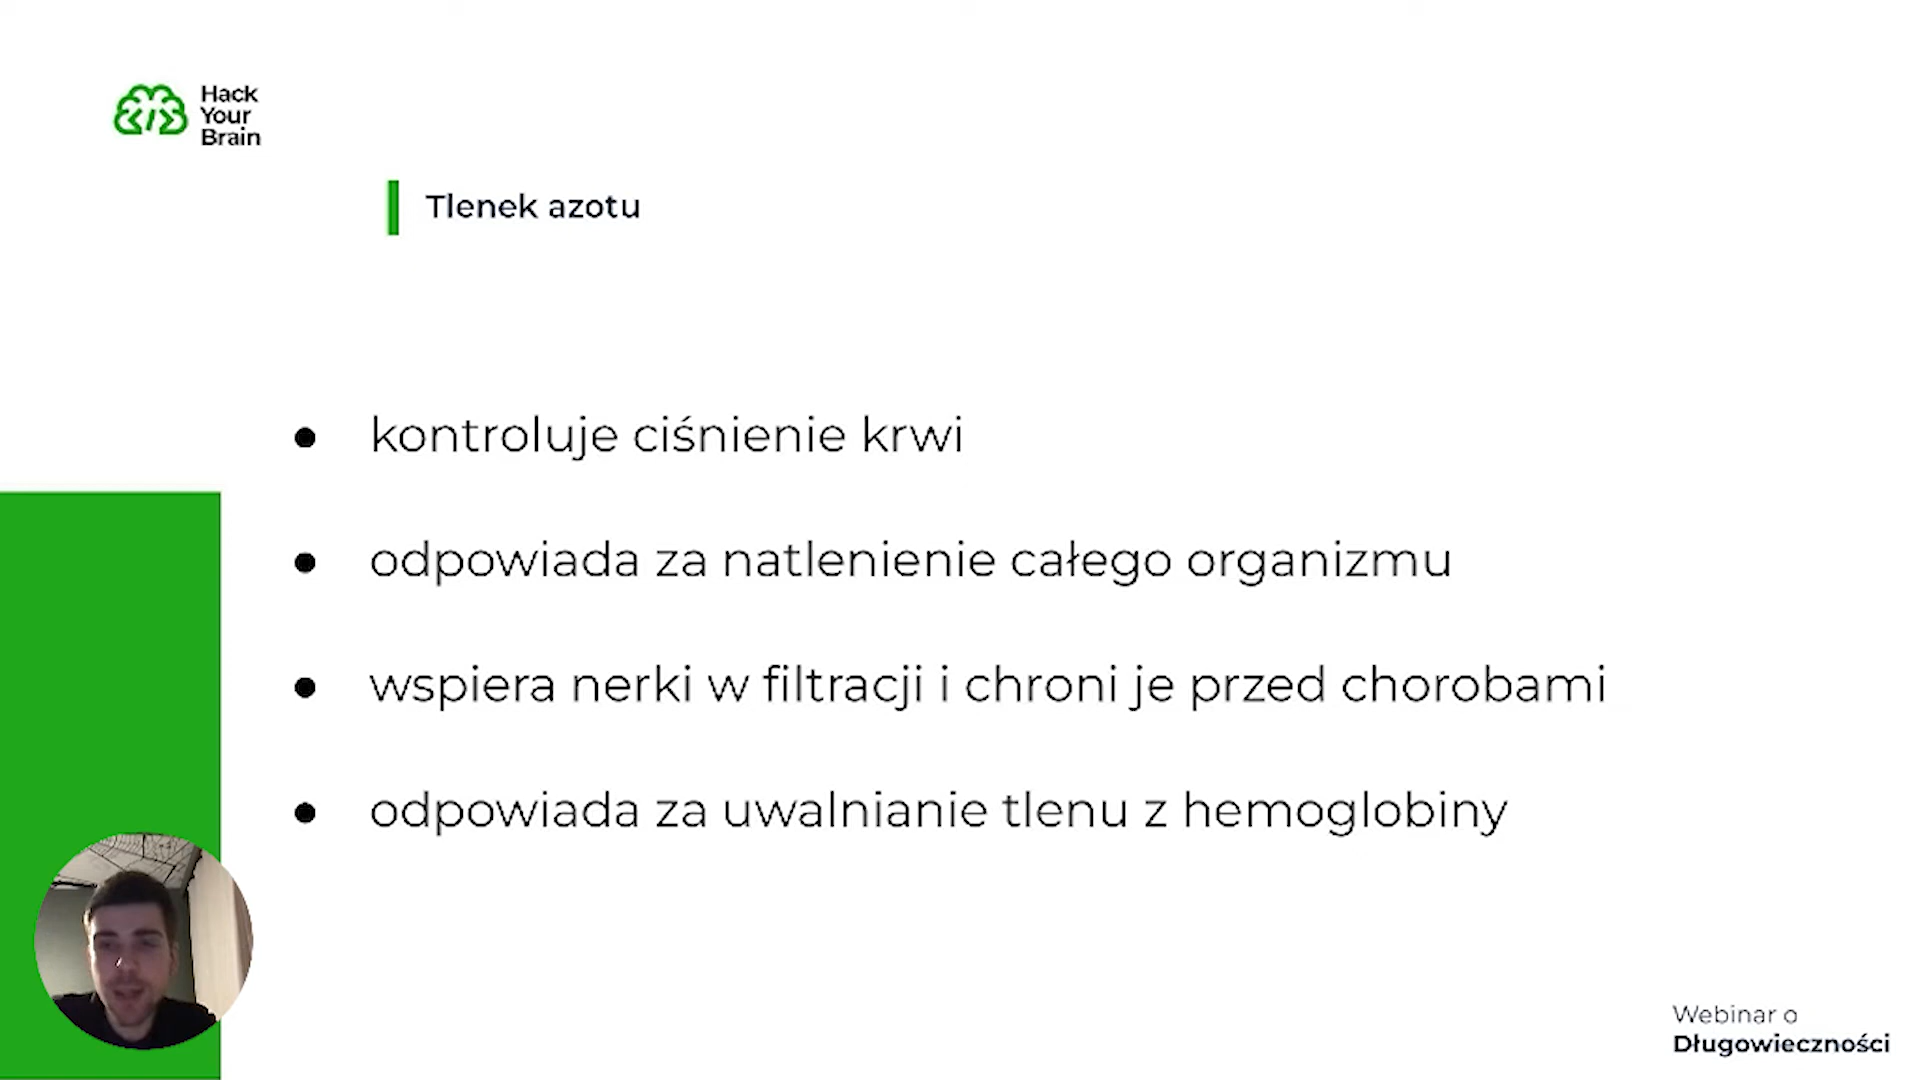 Hack
Your
Brain
Tlenek azotu
kontroluje ciśnienie krwi
odpowiada za natlenienie całego organizmu
wspiera nerki w filtracji i chroni je przed chorobami
odpowiada za uwalnianie tlenu z hemoglobiny
Webinar o
Długowieczności